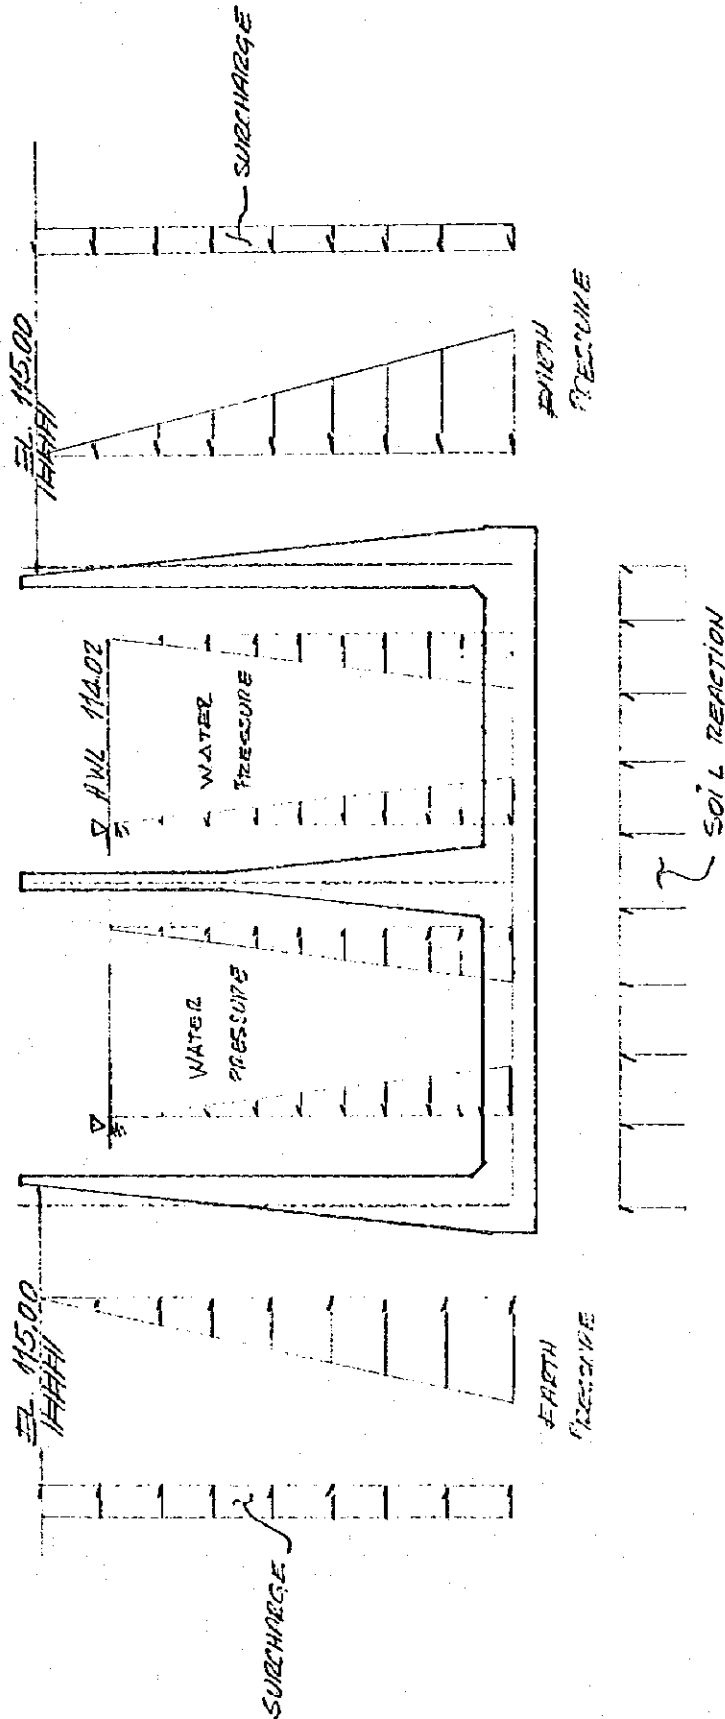 SURCHARGE
EL. 115.00
EARTH
PRESSURE
WATER
PRESSURE
HWL 114.02
WATER
PRESSURE
EL. 115.00
EARTH
PRESSURE
SURCHARGE
SOIL REACTION